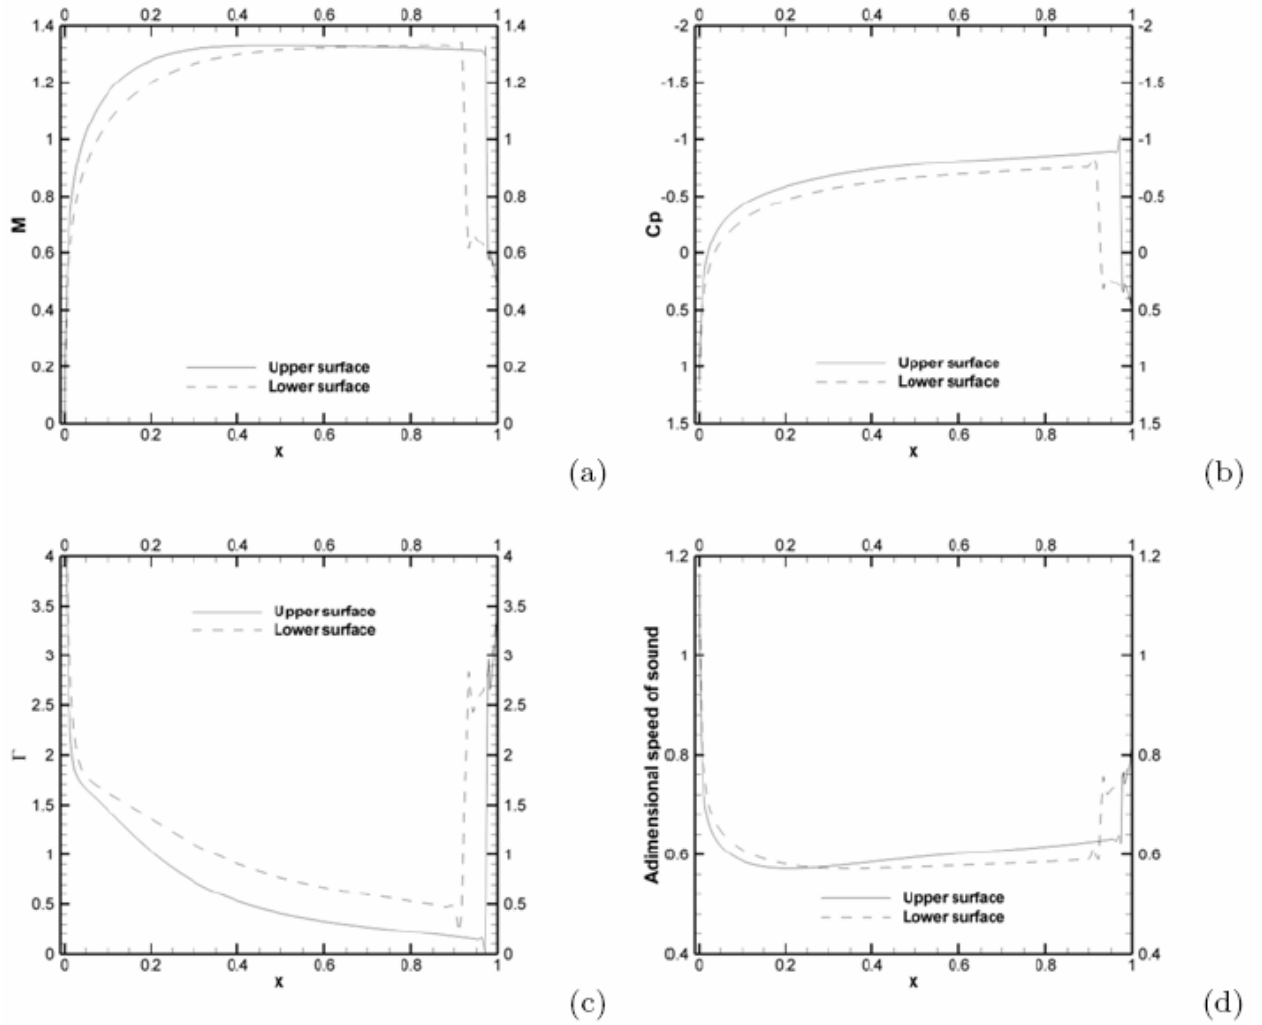 0 0.2 0.4 0.6 0.8 1
1.4 1.4
1.2 1.2
1 1
0.8 0.8
M
0.6 0.6
0.4 0.4
0.2 0.2
Upper surface
Lower surface
0 0
0 0.2 0.4 0.6 0.8 1
x
(a)
0 0.2 0.4 0.6 0.8 1
-2 -2
-1.5 -1.5
-1 -1
-0.5 -0.5
Cp
0 0
0.5 0.5
1 1
Upper surface
Lower surface
1.5 1.5
0 0.2 0.4 0.6 0.8 1
x
(b)
0 0.2 0.4 0.6 0.8 1
4 4
3.5 3.5
Upper surface
Lower surface
3 3
2.5 2.5
2 2
Γ
1.5 1.5
1 1
0.5 0.5
0 0
0 0.2 0.4 0.6 0.8 1
x
(c)
0 0.2 0.4 0.6 0.8 1
1.2 1.2
1 1
Adimensional speed of sound
0.8 0.8
0.6 0.6
Upper surface
Lower surface
0.4 0.4
0 0.2 0.4 0.6 0.8 1
x
(d)